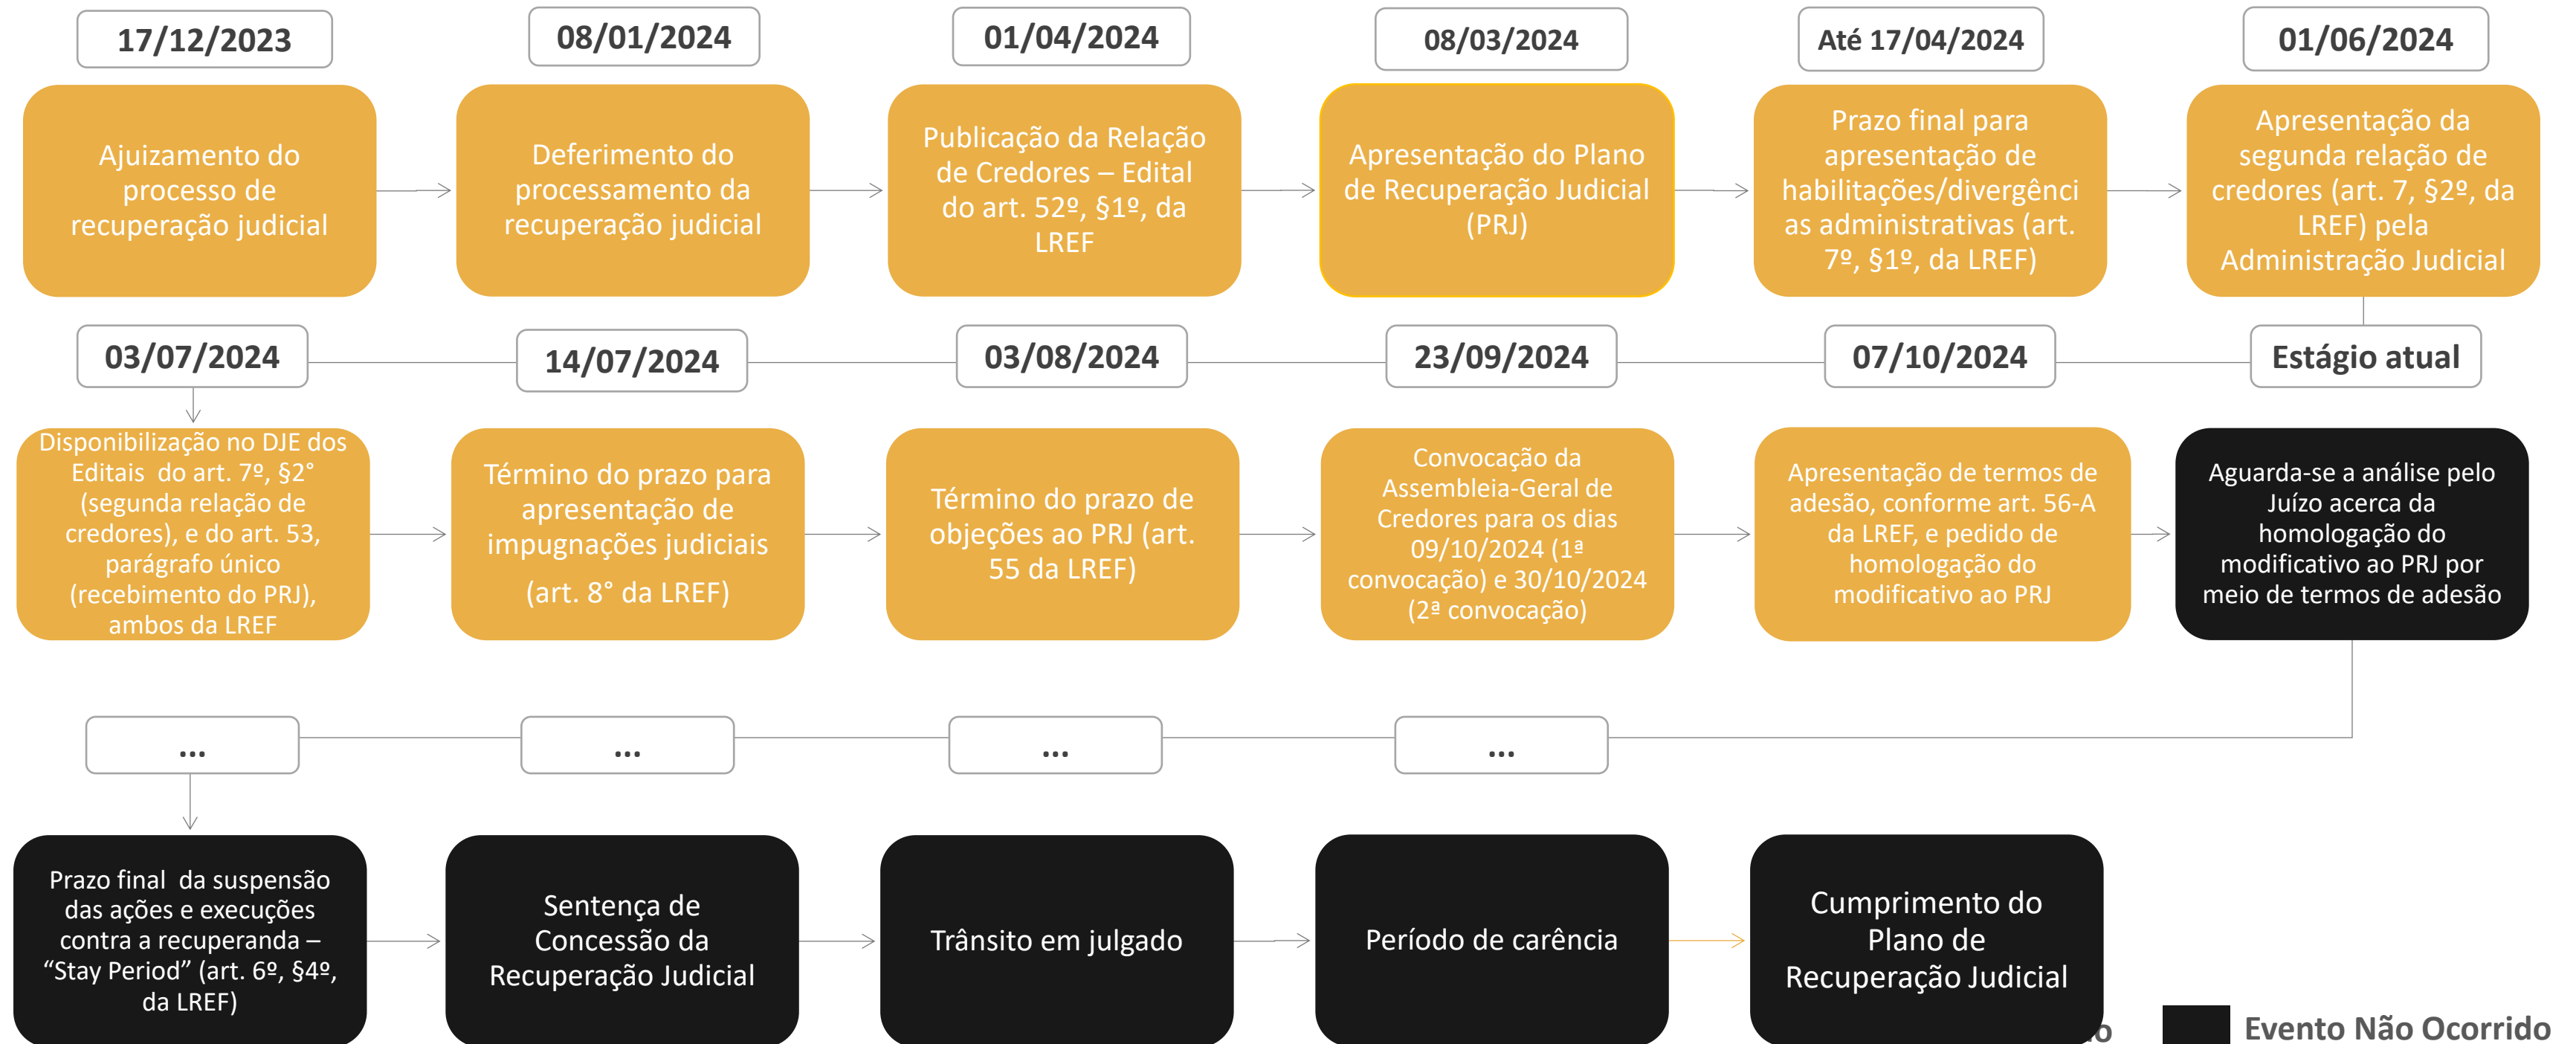 17/12/2023
08/01/2024
01/04/2024
08/03/2024
Até 17/04/2024
01/06/2024
Ajuizamento do
processo de
recuperação judicial
Deferimento do
processamento da
recuperação judicial
Publicação da Relação
de Credores – Edital
do art. 52º, §1º, da
LREF
Apresentação do Plano
de Recuperação Judicial
(PRJ)
Prazo final para
apresentação de
habilitações/divergênci
as administrativas (art.
7º, §1º, da LREF)
Apresentação da
segunda relação de
credores (art. 7, §2º, da
LREF) pela
Administração Judicial
03/07/2024
14/07/2024
03/08/2024
23/09/2024
07/10/2024
Estágio atual
Disponibilização no DJE dos
Editais do art. 7º, §2°
(segunda relação de
credores), e do art. 53,
parágrafo único
(recebimento do PRJ),
ambos da LREF
Término do prazo para
apresentação de
impugnações judiciais
(art. 8° da LREF)
Término do prazo de
objeções ao PRJ (art.
55 da LREF)
Convocação da
Assembleia-Geral de
Credores para os dias
09/10/2024 (1ª
convocação) e 30/10/2024
(2ª convocação)
Apresentação de termos de
adesão, conforme art. 56-A
da LREF, e pedido de
homologação do
modificativo ao PRJ
Aguarda-se a análise pelo
Juízo acerca da
homologação do
modificativo ao PRJ por
meio de termos de adesão
...
...
...
...
Prazo final da suspensão
das ações e execuções
contra a recuperanda –
“Stay Period” (art. 6º, §4º,
da LREF)
Sentença de
Concessão da
Recuperação Judicial
Trânsito em julgado
Período de carência
Cumprimento do
Plano de
Recuperação Judicial
Evento Não Ocorrido